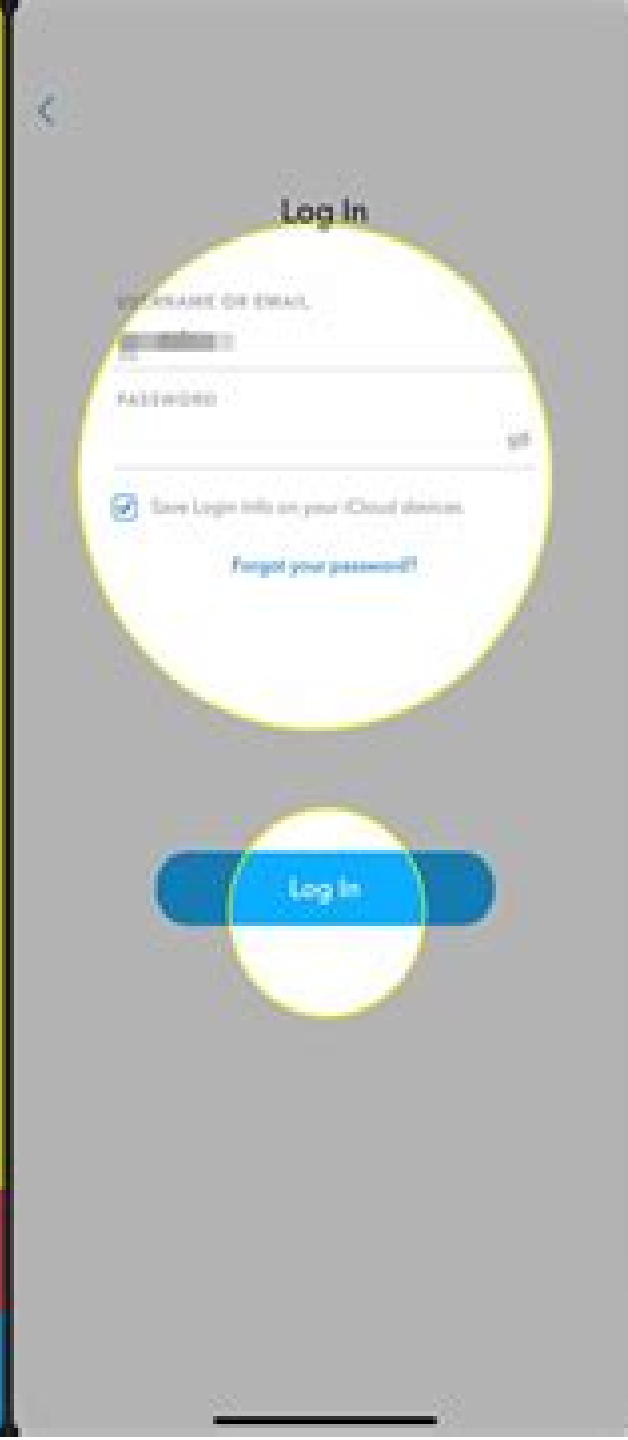 Log In
USERNAME OR EMAIL
PASSWORD
Save Login Info on your iCloud devices
Forgot your password?
Log In